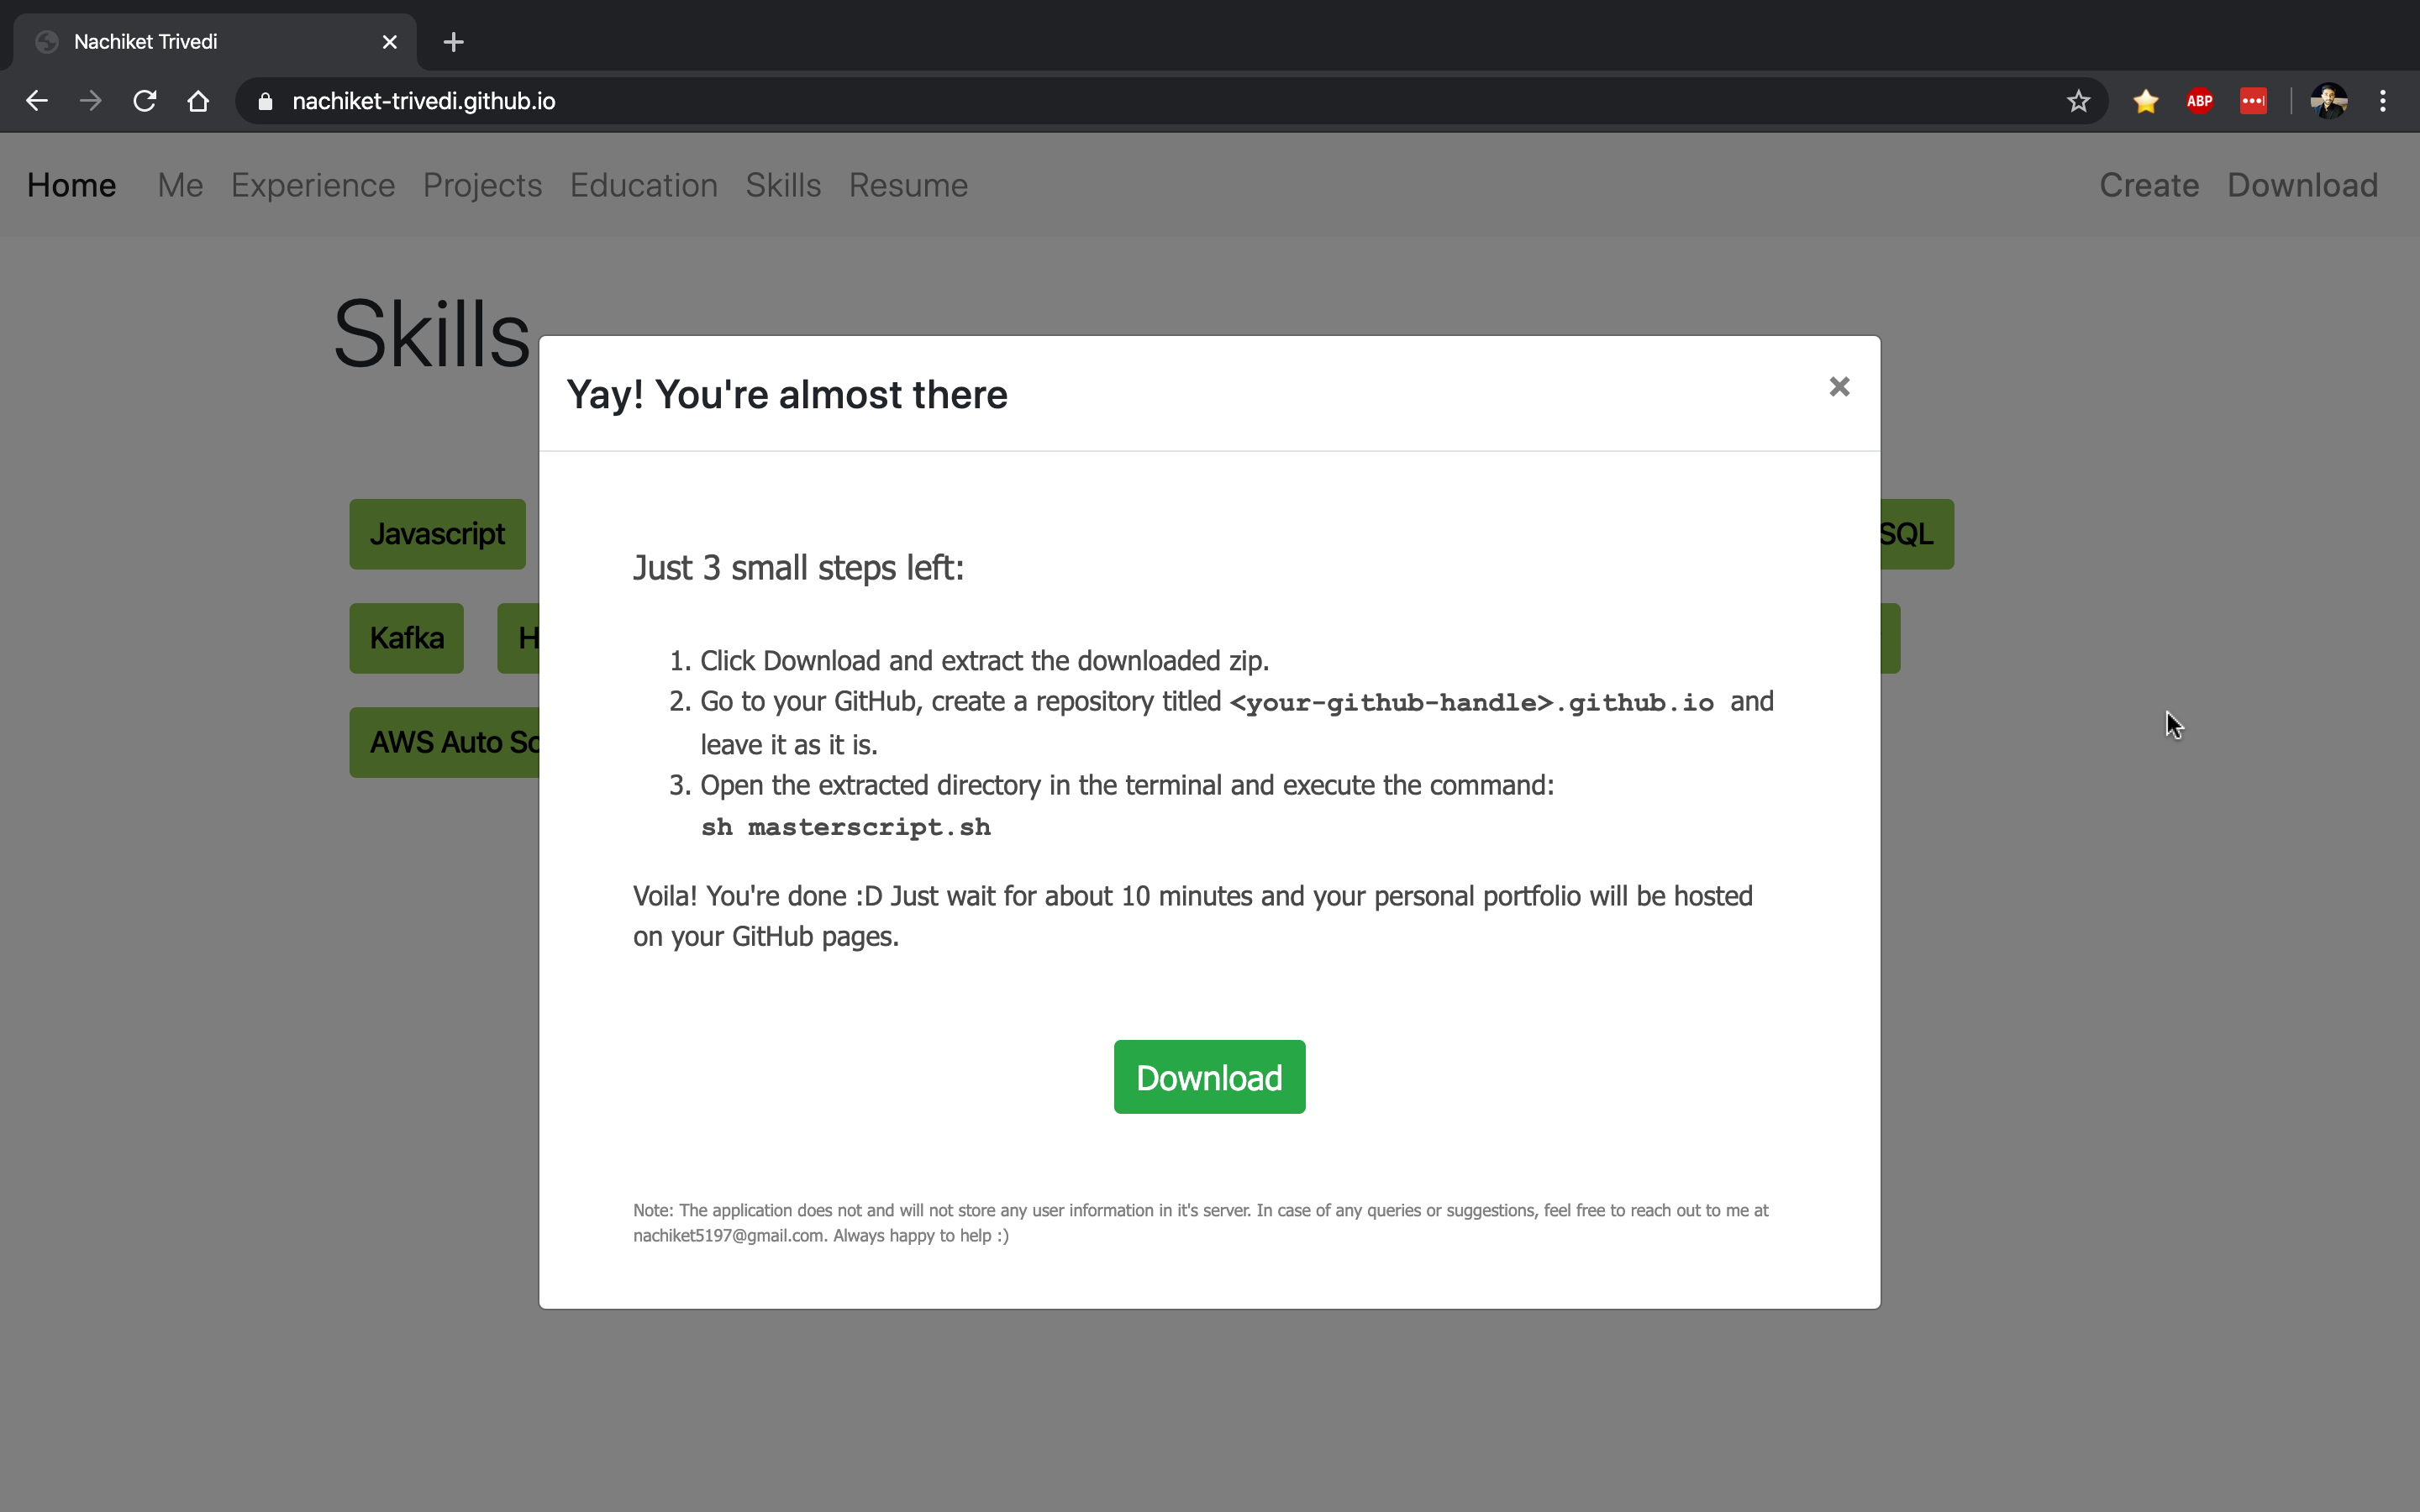 Nachiket Trivedi
nachiket-trivedi.github.io
ABP
Home Me Experience Projects Education Skills Resume Create Download
Skills
Yay! You're almost there
Javascript
SQL
Just 3 small steps left:
Kafka H
1. Click Download and extract the downloaded zip.
2. Go to your GitHub, create a repository titled <your-github-handle>.github.io and
leave it as it is.
AWS Auto Sc
3. Open the extracted directory in the terminal and execute the command:
sh masterscript.sh
Voila! You're done :D Just wait for about 10 minutes and your personal portfolio will be hosted
on your GitHub pages.
Download
Note: The application does not and will not store any user information in it's server. In case of any queries or suggestions, feel free to reach out to me at
nachiket5197@gmail.com. Always happy to help :)